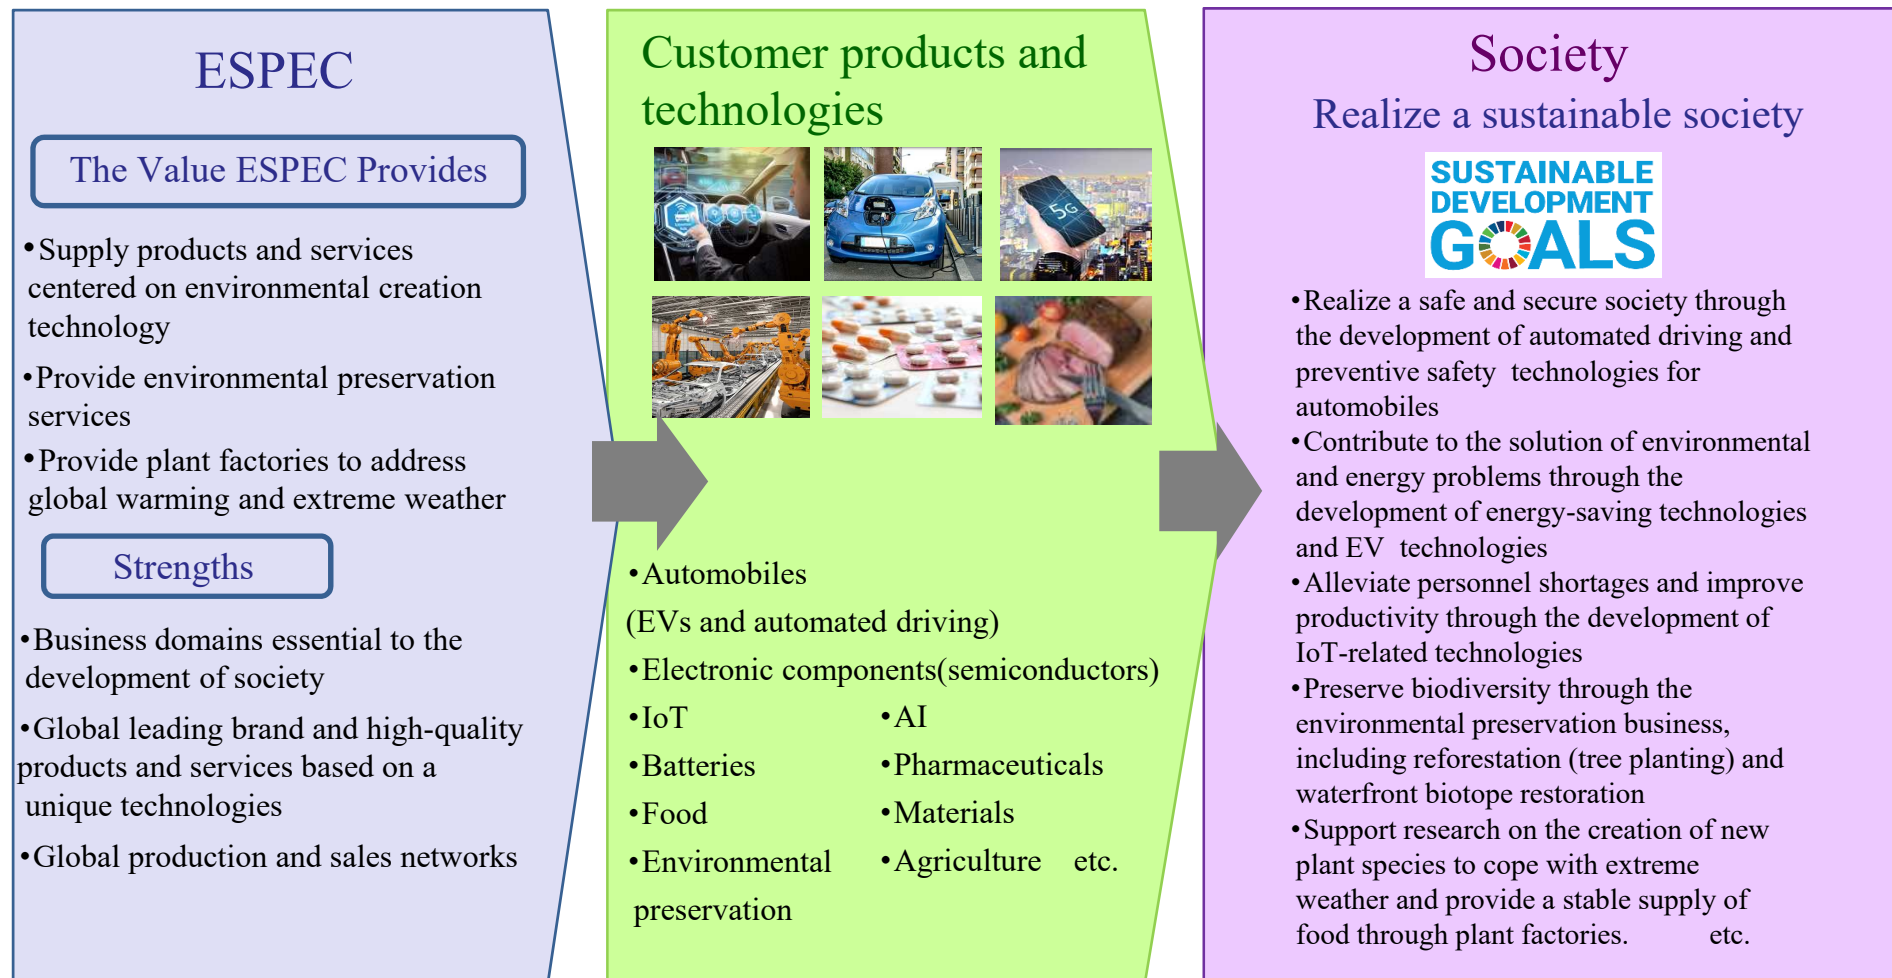 ESPEC
The Value ESPEC Provides
•Supply products and services
centered on environmental creation
technology
•Provide environmental preservation
services
•Provide plant factories to address
global warming and extreme weather
Strengths
•Business domains essential to the
development of society
•Global leading brand and high-quality
products and services based on a
unique technologies
•Global production and sales networks
Customer products and
technologies
5G
•Automobiles
(EVs and automated driving)
•Electronic components(semiconductors)
•IoT •AI
•Batteries •Pharmaceuticals
•Food •Materials
•Environmental •Agriculture etc.
preservation
Society
Realize a sustainable society
SUSTAINABLE
DEVELOPMENT
GOALS
•Realize a safe and secure society through
the development of automated driving and
preventive safety technologies for
automobiles
•Contribute to the solution of environmental
and energy problems through the
development of energy-saving technologies
and EV technologies
•Alleviate personnel shortages and improve
productivity through the development of
IoT-related technologies
•Preserve biodiversity through the
environmental preservation business,
including reforestation (tree planting) and
waterfront biotope restoration
•Support research on the creation of new
plant species to cope with extreme
weather and provide a stable supply of
food through plant factories. etc.